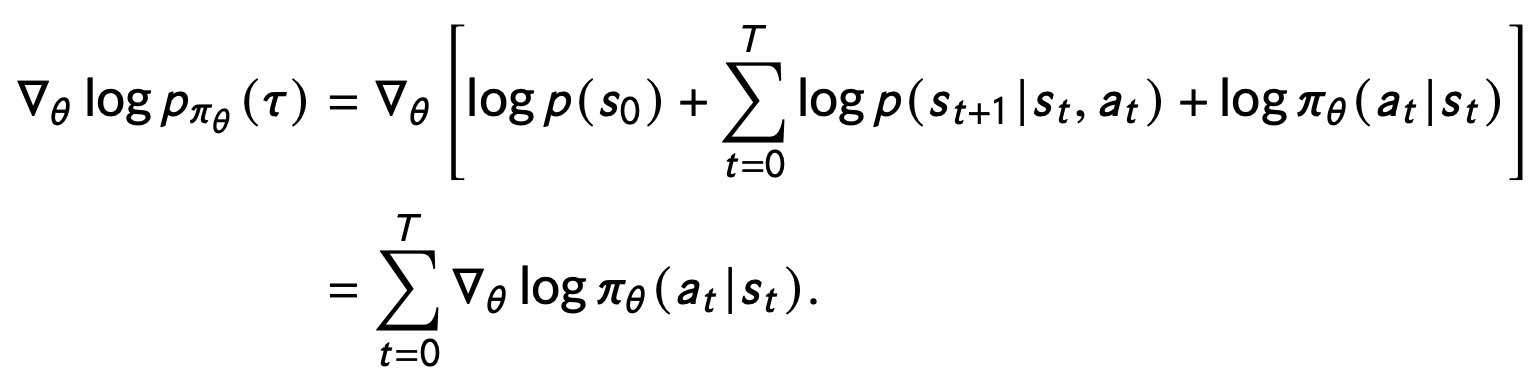 ∇_θ log p_{π_θ}(τ) = ∇_θ [log p(s_0) + ∑_{t=0}^{T} log p(s_{t+1}|s_t, a_t) + log π_θ(a_t|s_t)]
= ∑_{t=0}^{T} ∇_θ log π_θ(a_t|s_t).